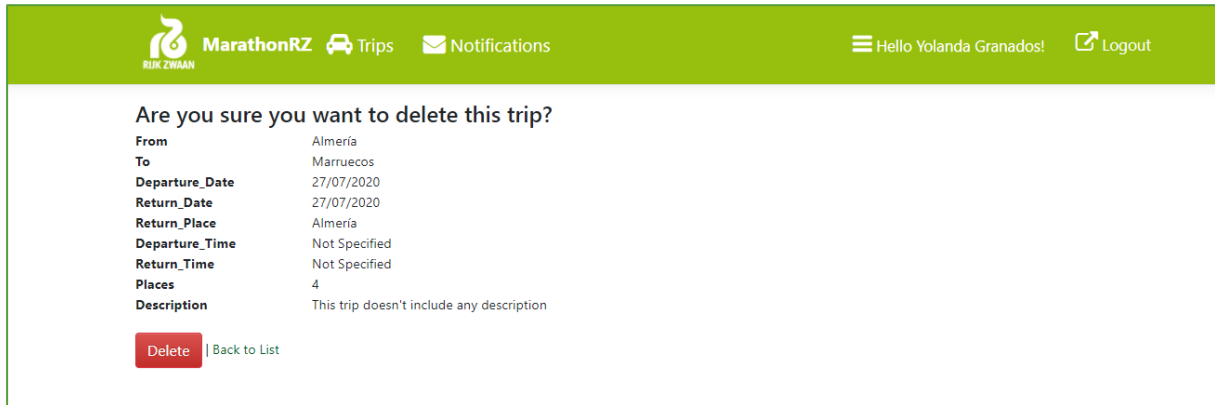 RIJK ZWAAN MarathonRZ Trips Notifications Hello Yolanda Granados! Logout
Are you sure you want to delete this trip?
From Almería
To Marruecos
Departure_Date 27/07/2020
Return_Date 27/07/2020
Return_Place Almería
Departure_Time Not Specified
Return_Time Not Specified
Places 4
Description This trip doesn't include any description
Delete | Back to List